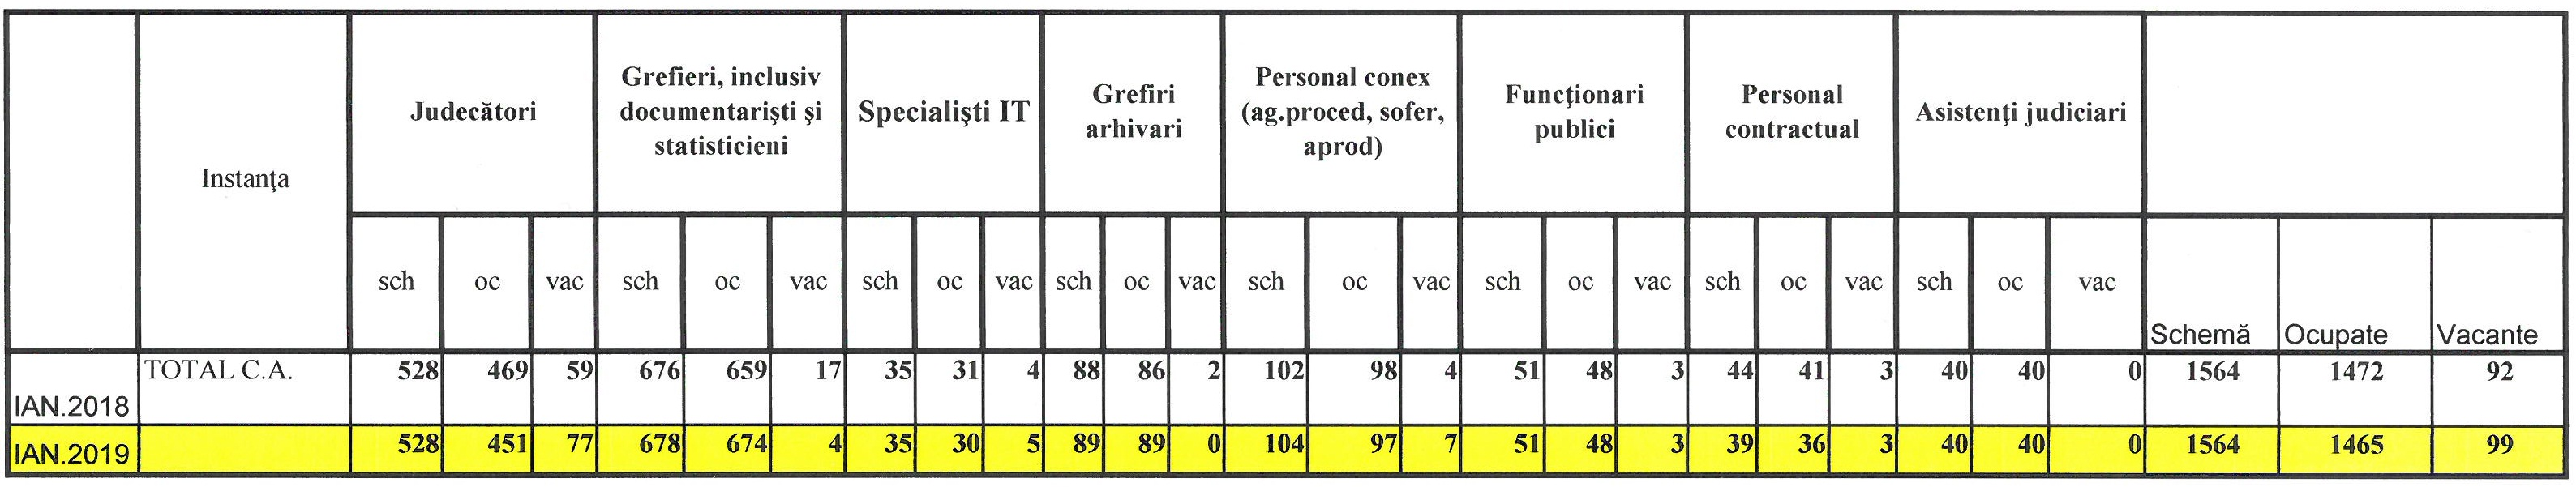 Instanţa
Judecători
Grefieri, inclusiv
documentarişti şi
statisticieni
Specialişti IT
Grefiri
arhivari
Personal conex
(ag.proced, sofer,
aprod)
Funcţionari
publici
Personal
contractual
Asistenţi judiciari
sch oc vac sch oc vac sch oc vac sch oc vac sch oc vac sch oc vac sch oc vac sch oc vac
Schemă Ocupate Vacante
TOTAL C.A. 528 469 59 676 659 17 35 31 4 88 86 2 102 98 4 51 48 3 44 41 3 40 40 0 1564 1472 92
IAN.2018
528 451 77 678 674 4 35 30 5 89 89 0 104 97 7 51 48 3 39 36 3 40 40 0 1564 1465 99
IAN.2019